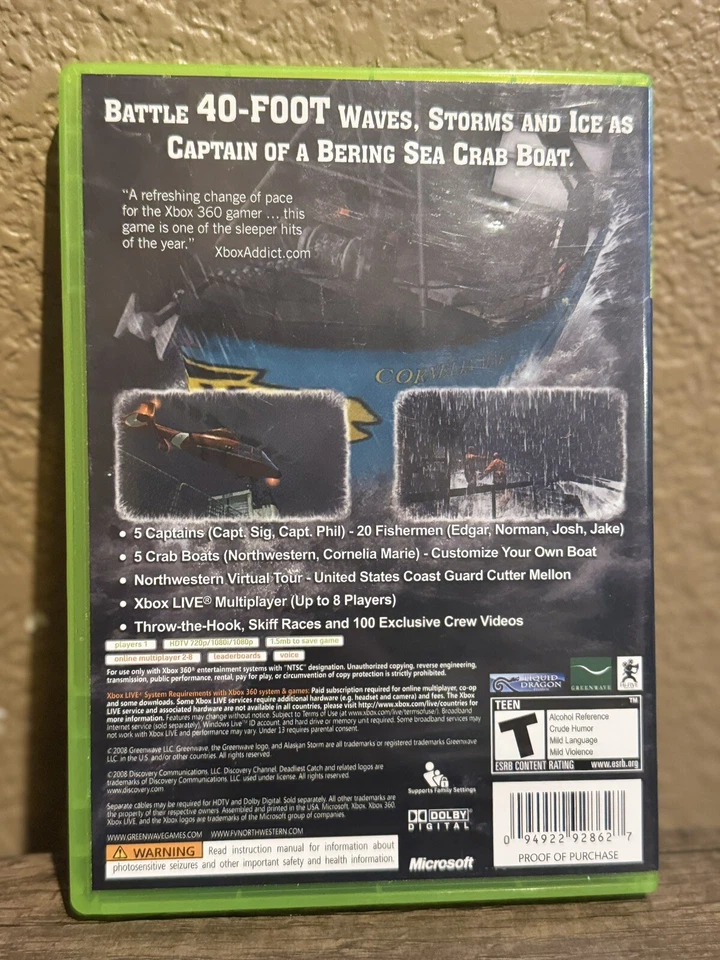 BATTLE 40-FOOT WAVES, STORMS AND ICE AS
CAPTAIN OF A BERING SEA CRAB BOAT.
"A refreshing change of pace
for the Xbox 360 gamer ... this
game is one of the sleeper hits
of the year." XboxAddict.com
CORNELIA
• 5 Captains (Capt. Sig, Capt. Phil) - 20 Fishermen (Edgar, Norman, Josh, Jake)
• 5 Crab Boats (Northwestern, Cornelia Marie) - Customize Your Own Boat
• Northwestern Virtual Tour - United States Coast Guard Cutter Mellon
• Xbox LIVE® Multiplayer (Up to 8 Players)
• Throw-the-Hook, Skiff Races and 100 Exclusive Crew Videos
players 1 HDTV 720p/1080i/1080p 1.5mb to save game
online multiplayer 2-8 leaderboards voice
For use only with Xbox 360® entertainment systems with "NTSC" designation. Unauthorized copying, reverse engineering,
transmission, public performance, rental, pay for play, or circumvention of copy protection is strictly prohibited.
Xbox LIVE® System Requirements with Xbox 360 system & games: Paid subscription required for online multiplayer, co-op
and some downloads. Some Xbox LIVE services require additional hardware (e.g. headset and camera) and fees. The Xbox
LIVE service and associated hardware are not available in all countries, please visit http://www.xbox.com/live/countries for
more information. Features may change without notice. Subject to Terms of Use (at www.xbox.com/live/termsofuse/). Broadband
internet service (sold separately), Windows Live™ ID account, and hard drive or memory unit required. Some broadband services may
not work with Xbox LIVE and performance may vary. Under 13 requires parental consent.
©2008 Greenwave LLC. Greenwave, the Greenwave logo, and Alaskan Storm are all trademarks or registered trademarks Greenwave
LLC in the U.S. and/or other countries. All rights reserved.
©2008 Discovery Communications, LLC. Discovery Channel, Deadliest Catch and related logos are
trademarks of Discovery Communications, LLC, used under license. All rights reserved.
www.discovery.com
Separate cables may be required for HDTV and Dolby Digital. Sold separately. All other trademarks are
the property of their respective owners. Assembled and printed in the USA. Microsoft, Xbox, Xbox 360,
Xbox LIVE, and the Xbox logos are trademarks of the Microsoft group of companies.
WWW.GREENWAVEGAMES.COM WWW.FVNORTHWESTERN.COM
WARNING Read instruction manual for information about
photosensitive seizures and other important safety and health information.
Supports Family Settings
DOLBY
DIGITAL
Microsoft
LIQUID
DRAGON
GREENWAVE
TEEN
T
™
Alcohol Reference
Crude Humor
Mild Language
Mild Violence
ESRB CONTENT RATING www.esrb.org
0 94922 92862 7
PROOF OF PURCHASE